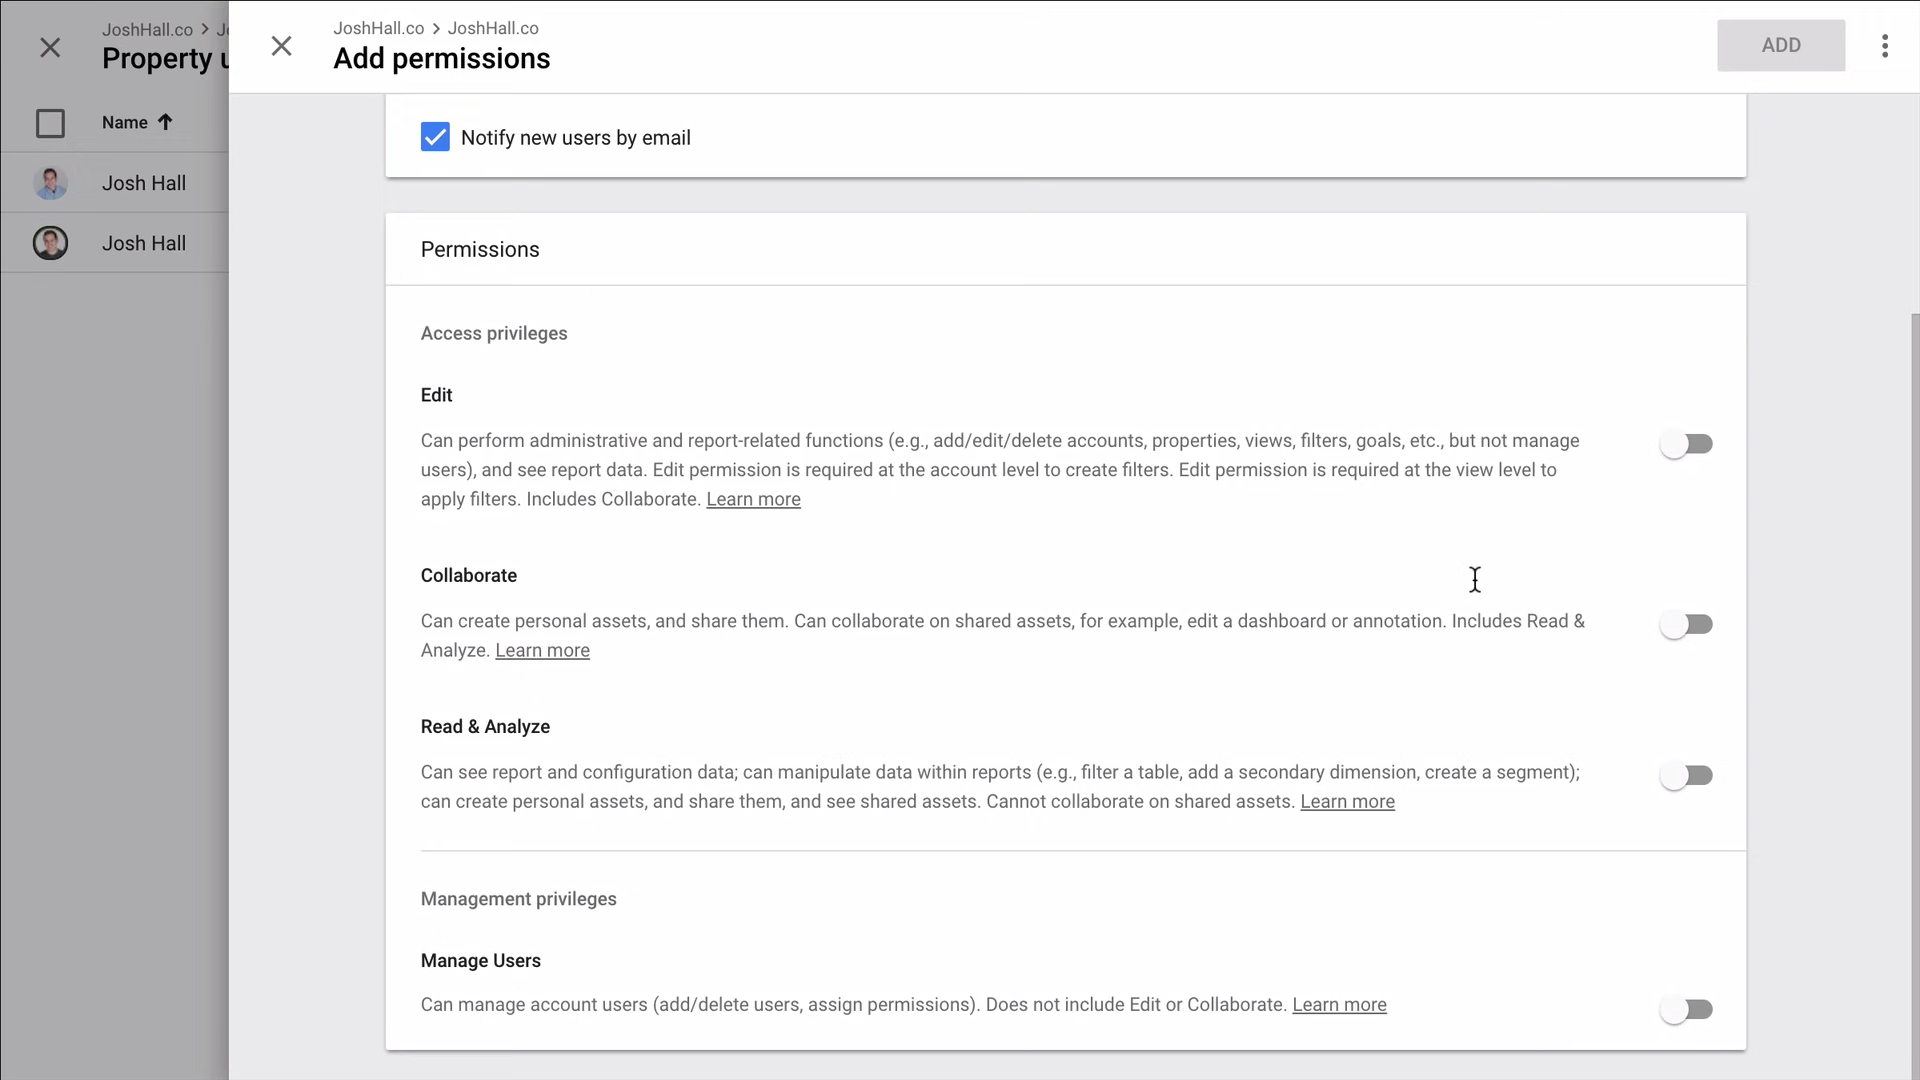 JoshHall.co > J
Property u
Name
Josh Hall
Josh Hall
JoshHall.co > JoshHall.co
Add permissions
ADD
Notify new users by email
Permissions
Access privileges
Edit
Can perform administrative and report-related functions (e.g., add/edit/delete accounts, properties, views, filters, goals, etc., but not manage
users), and see report data. Edit permission is required at the account level to create filters. Edit permission is required at the view level to
apply filters. Includes Collaborate. Learn more
Collaborate
Can create personal assets, and share them. Can collaborate on shared assets, for example, edit a dashboard or annotation. Includes Read &
Analyze. Learn more
Read & Analyze
Can see report and configuration data; can manipulate data within reports (e.g., filter a table, add a secondary dimension, create a segment);
can create personal assets, and share them, and see shared assets. Cannot collaborate on shared assets. Learn more
Management privileges
Manage Users
Can manage account users (add/delete users, assign permissions). Does not include Edit or Collaborate. Learn more